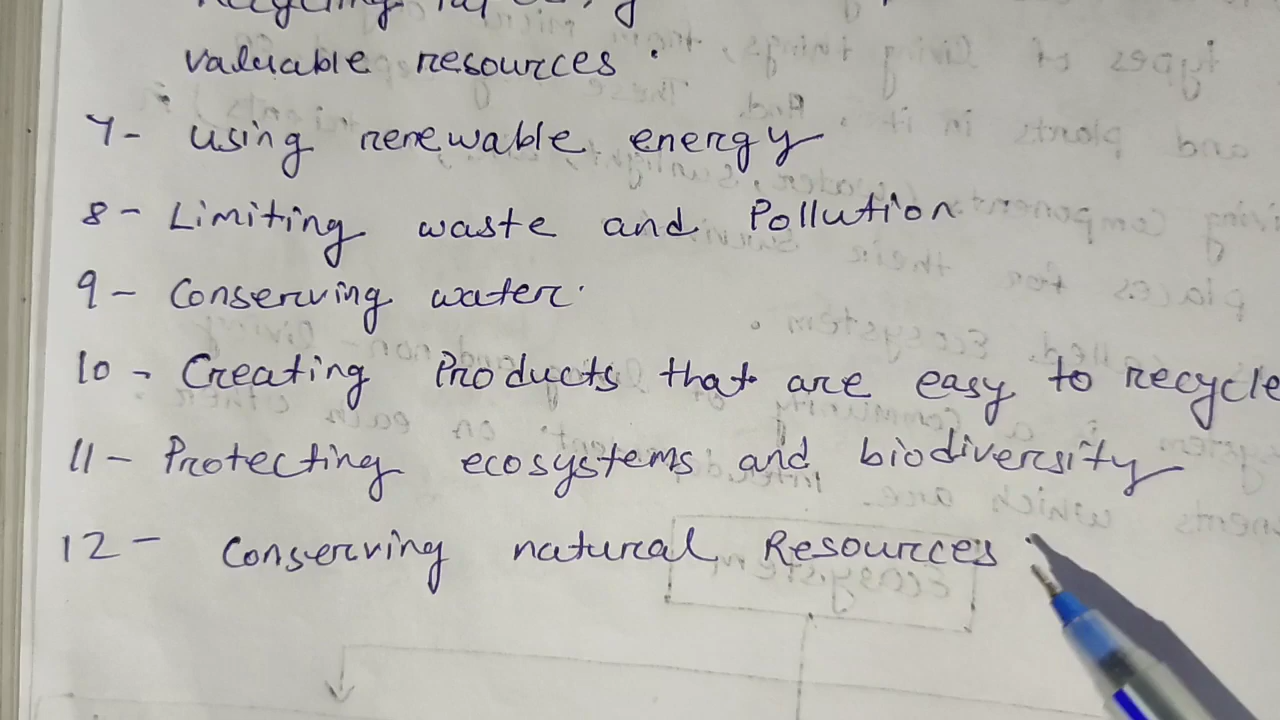 valuable resources.
7- using renewable energy
8- Limiting waste and Pollution.
9- Conserving water.
10- Creating Products that are easy to recycle
11- Protecting ecosystems and biodiversity
12- Conserving natural Resources